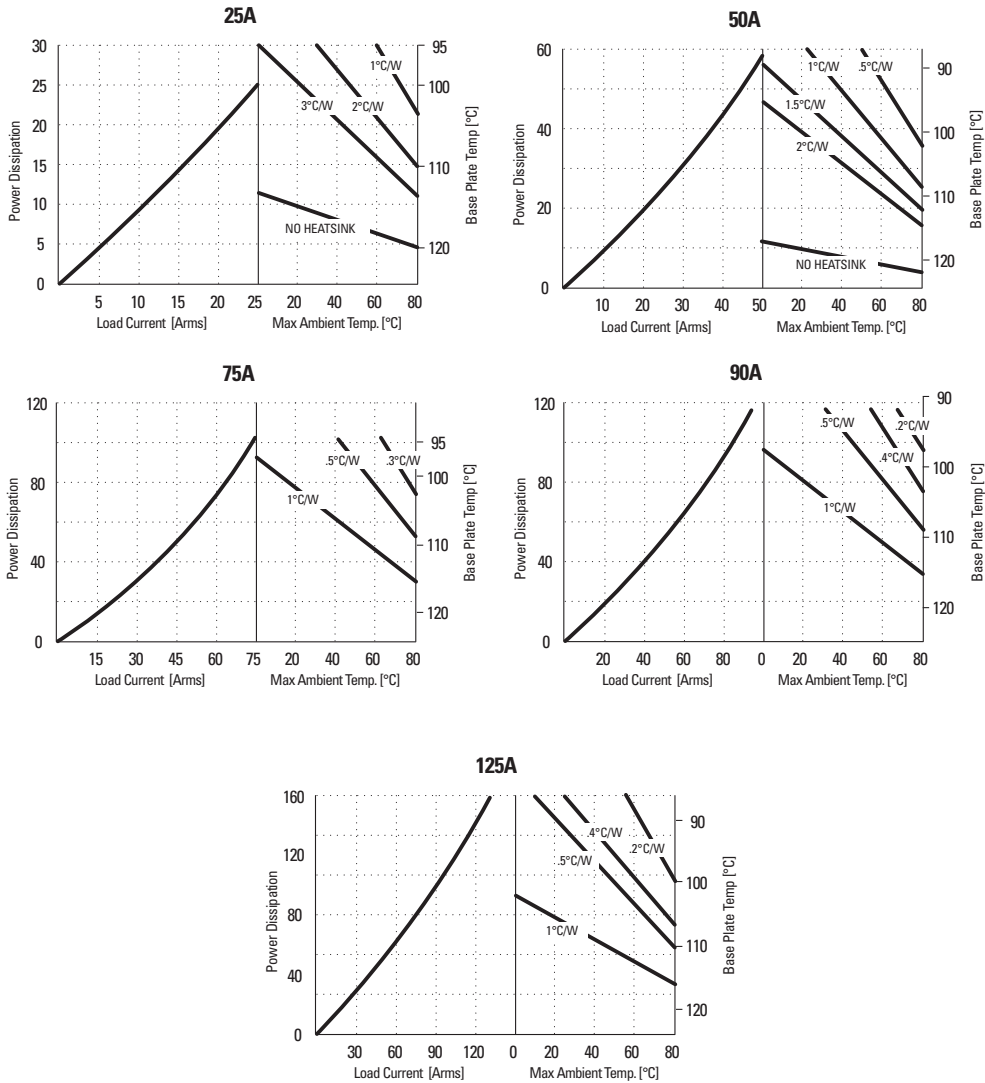 25A
30
25
20
15
10
5
0
Power Dissipation
5 10 15 20 25
Load Current [Arms]
20 40 60 80
Max Ambient Temp. [°C]
95
100
110
120
Base Plate Temp [°C]
1°C/W
2°C/W
3°C/W
NO HEATSINK
50A
60
40
20
0
Power Dissipation
10 20 30 40 50
Load Current [Arms]
20 40 60 80
Max Ambient Temp. [°C]
90
100
110
120
Base Plate Temp [°C]
1°C/W
.5°C/W
1.5°C/W
2°C/W
NO HEATSINK
75A
120
80
40
0
Power Dissipation
15 30 45 60 75
Load Current [Arms]
20 40 60 80
Max Ambient Temp. [°C]
95
100
110
120
Base Plate Temp [°C]
.5°C/W
.3°C/W
1°C/W
90A
120
80
40
0
Power Dissipation
20 40 60 80
Load Current [Arms]
0 20 40 60 80
Max Ambient Temp. [°C]
90
100
110
120
Base Plate Temp [°C]
.5°C/W
.2°C/W
.4°C/W
1°C/W
125A
160
120
80
40
0
Power Dissipation
30 60 90 120
Load Current [Arms]
0 20 40 60 80
Max Ambient Temp. [°C]
90
100
110
120
Base Plate Temp [°C]
.4°C/W
.2°C/W
.5°C/W
1°C/W